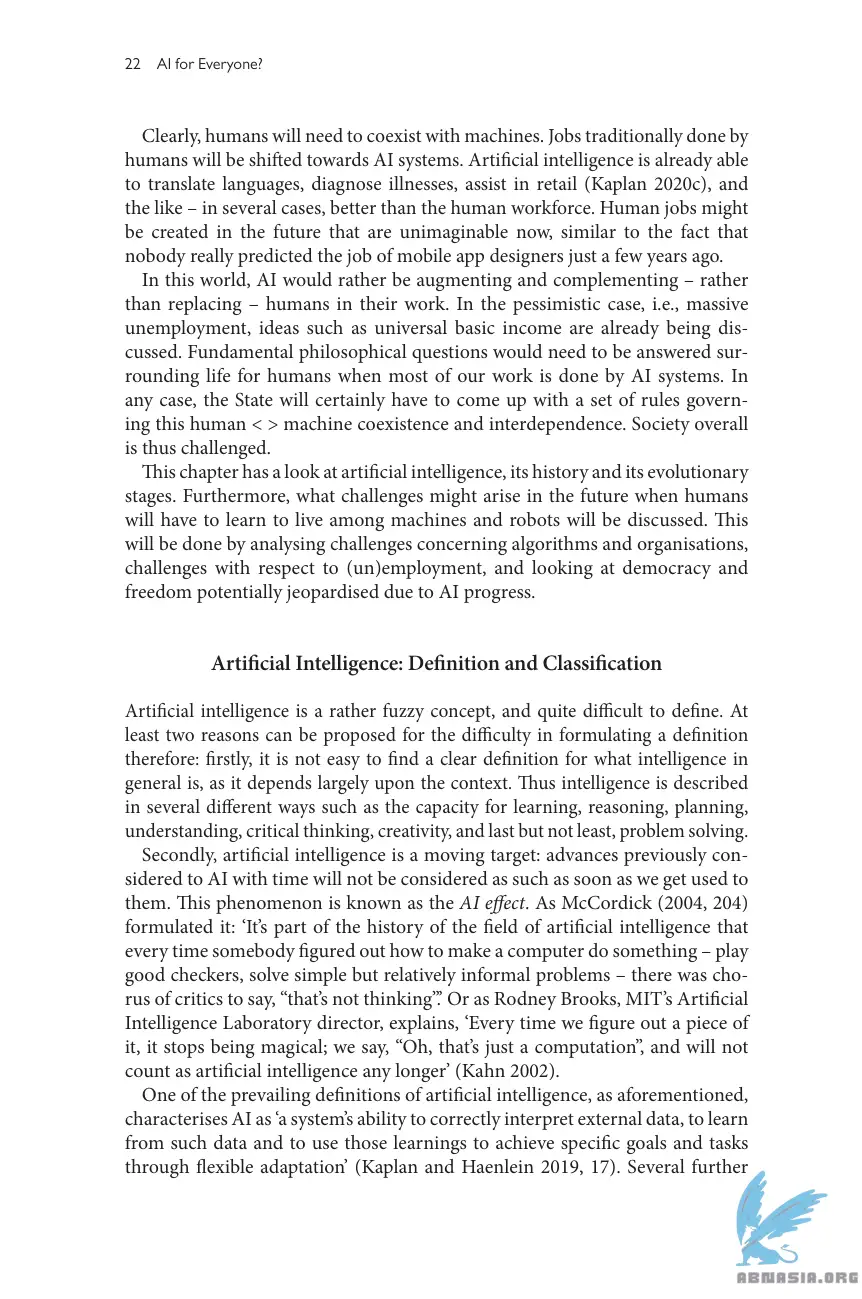 22 AI for Everyone?
Clearly, humans will need to coexist with machines. Jobs traditionally done by
humans will be shifted towards AI systems. Artificial intelligence is already able
to translate languages, diagnose illnesses, assist in retail (Kaplan 2020c), and
the like – in several cases, better than the human workforce. Human jobs might
be created in the future that are unimaginable now, similar to the fact that
nobody really predicted the job of mobile app designers just a few years ago.
In this world, AI would rather be augmenting and complementing – rather
than replacing – humans in their work. In the pessimistic case, i.e., massive
unemployment, ideas such as universal basic income are already being dis-
cussed. Fundamental philosophical questions would need to be answered sur-
rounding life for humans when most of our work is done by AI systems. In
any case, the State will certainly have to come up with a set of rules govern-
ing this human < > machine coexistence and interdependence. Society overall
is thus challenged.
This chapter has a look at artificial intelligence, its history and its evolutionary
stages. Furthermore, what challenges might arise in the future when humans
will have to learn to live among machines and robots will be discussed. This
will be done by analysing challenges concerning algorithms and organisations,
challenges with respect to (un)employment, and looking at democracy and
freedom potentially jeopardised due to AI progress.
Artificial Intelligence: Definition and Classification
Artificial intelligence is a rather fuzzy concept, and quite difficult to define. At
least two reasons can be proposed for the difficulty in formulating a definition
therefore: firstly, it is not easy to find a clear definition for what intelligence in
general is, as it depends largely upon the context. Thus intelligence is described
in several different ways such as the capacity for learning, reasoning, planning,
understanding, critical thinking, creativity, and last but not least, problem solving.
Secondly, artificial intelligence is a moving target: advances previously con-
sidered to AI with time will not be considered as such as soon as we get used to
them. This phenomenon is known as the AI effect. As McCordick (2004, 204)
formulated it: ‘It’s part of the history of the field of artificial intelligence that
every time somebody figured out how to make a computer do something – play
good checkers, solve simple but relatively informal problems – there was cho-
rus of critics to say, “that’s not thinking”.’ Or as Rodney Brooks, MIT’s Artificial
Intelligence Laboratory director, explains, ‘Every time we figure out a piece of
it, it stops being magical; we say, “Oh, that’s just a computation”, and will not
count as artificial intelligence any longer’ (Kahn 2002).
One of the prevailing definitions of artificial intelligence, as aforementioned,
characterises AI as ‘a system’s ability to correctly interpret external data, to learn
from such data and to use those learnings to achieve specific goals and tasks
through flexible adaptation’ (Kaplan and Haenlein 2019, 17). Several further
ABNASIA.ORG